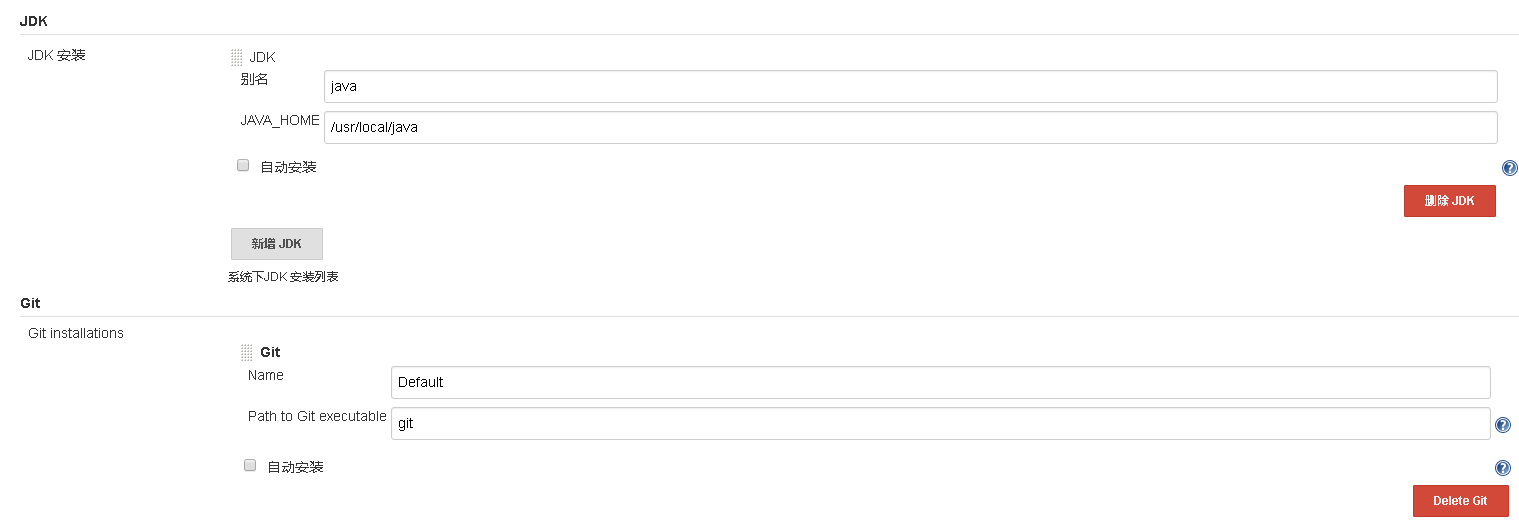 JDK
JDK 安装
JDK
别名
java
JAVA_HOME
/usr/local/java
自动安装
删除 JDK
新增 JDK
系统下JDK 安装列表
Git
Git installations
Git
Name
Default
Path to Git executable
git
自动安装
Delete Git